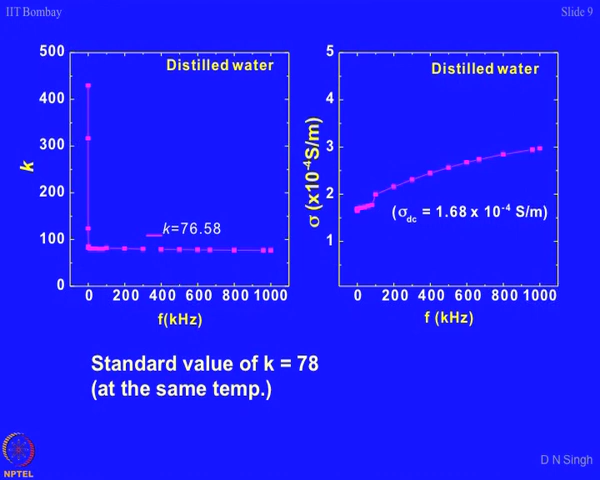 IIT Bombay
Slide 9
500
400
300
200
100
0
k
Distilled water
k=76.58
0 200 400 600 800 1000
f(kHz)
5
4
3
2
1
σ (x10⁻⁴S/m)
Distilled water
(σdc = 1.68 x 10⁻⁴ S/m)
0 200 400 600 800 1000
f (kHz)
Standard value of k = 78
(at the same temp.)
NPTEL
D N Singh